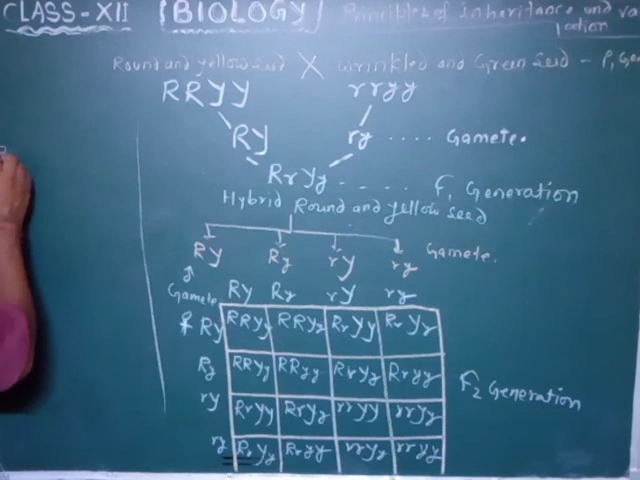 CLASS-XII BIOLOGY Principles of Inheritance and va
iation
Round and yellow seed X wrinkled and Green seed - P, Gen
RRYY rryy
RY ry .... Gamete.
RrYy - - . . . F₁ Generation
Hybrid Round and yellow seed
RY Ry rY ry Gamete.
Gamete RY Ry rY ry
RY RRYy RRYy RrYy RrYy
Ry RRYy RRyy RrYy Rryy F₂ Generation
rY RrYY RrYy rrYY rrYy
ry RrYy Rryy rrYy rryy